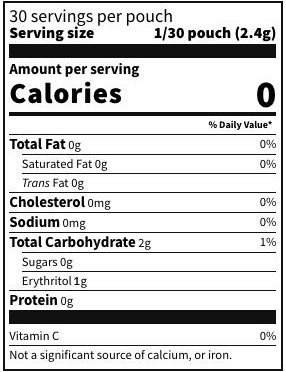 30 servings per pouch
Serving size 1/30 pouch (2.4g)
Amount per serving
Calories 0
% Daily Value*
Total Fat 0g 0%
Saturated Fat 0g 0%
Trans Fat 0g
Cholesterol 0mg 0%
Sodium 0mg 0%
Total Carbohydrate 2g 1%
Sugars 0g
Erythritol 1g
Protein 0g
Vitamin C 0%
Not a significant source of calcium, or iron.